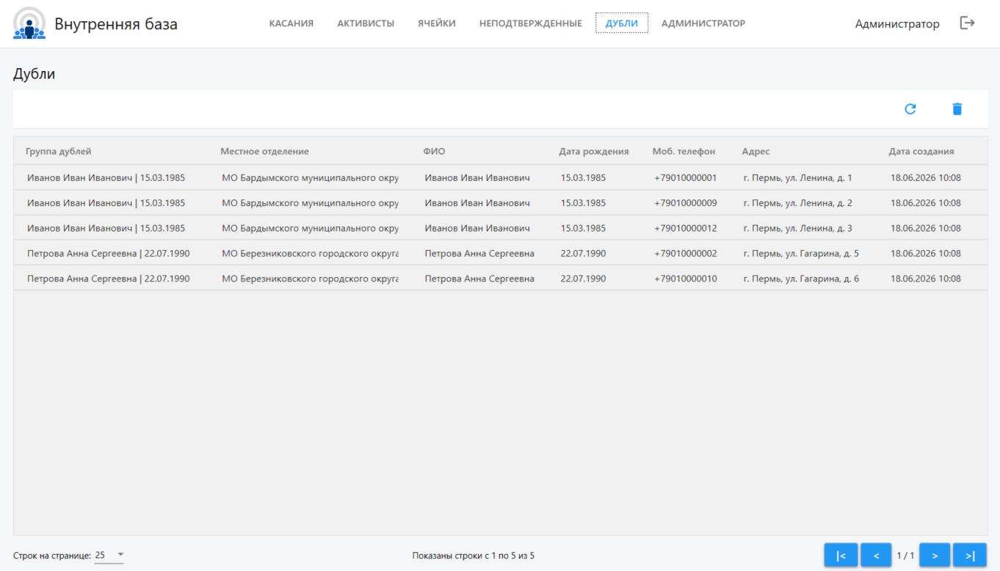 Внутренняя база КАСАНИЯ АКТИВИСТЫ ЯЧЕЙКИ НЕПОДТВЕРЖДЕННЫЕ ДУБЛИ АДМИНИСТРАТОР Администратор
Дубли
Группа дублей Местное отделение ФИО Дата рождения Моб. телефон Адрес Дата создания
Иванов Иван Иванович | 15.03.1985 МО Бардымского муниципального окру Иванов Иван Иванович 15.03.1985 +79010000001 г. Пермь, ул. Ленина, д. 1 18.06.2026 10:08
Иванов Иван Иванович | 15.03.1985 МО Бардымского муниципального окру Иванов Иван Иванович 15.03.1985 +79010000009 г. Пермь, ул. Ленина, д. 2 18.06.2026 10:08
Иванов Иван Иванович | 15.03.1985 МО Бардымского муниципального окру Иванов Иван Иванович 15.03.1985 +79010000012 г. Пермь, ул. Ленина, д. 3 18.06.2026 10:08
Петрова Анна Сергеевна | 22.07.1990 МО Березниковского городского округа Петрова Анна Сергеевна 22.07.1990 +79010000002 г. Пермь, ул. Гагарина, д. 5 18.06.2026 10:08
Петрова Анна Сергеевна | 22.07.1990 МО Березниковского городского округа Петрова Анна Сергеевна 22.07.1990 +79010000010 г. Пермь, ул. Гагарина, д. 6 18.06.2026 10:08
Строк на странице: 25 Показаны строки с 1 по 5 из 5 |< < 1 / 1 > >|